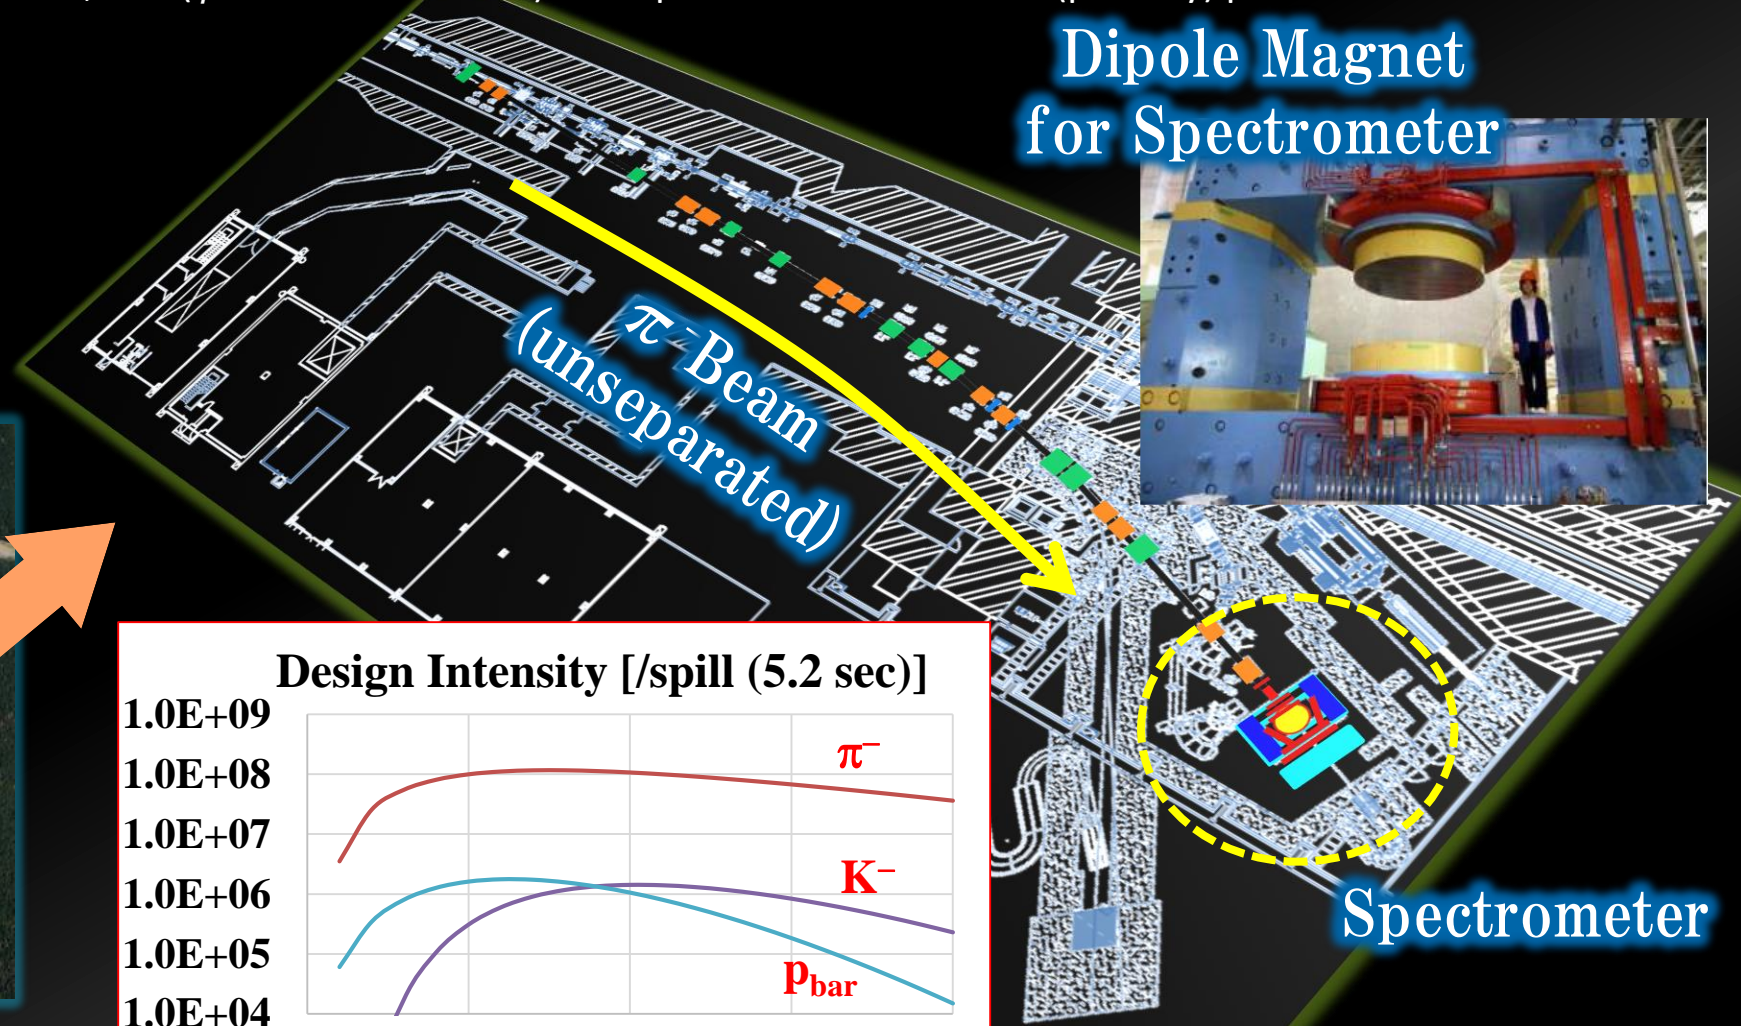 Dipole Magnet
for Spectrometer
π⁻ Beam
(unseparated)
Design Intensity [/spill (5.2 sec)]
1.0E+09
1.0E+08
1.0E+07
1.0E+06
1.0E+05
1.0E+04
π⁻
K⁻
p_bar
Spectrometer